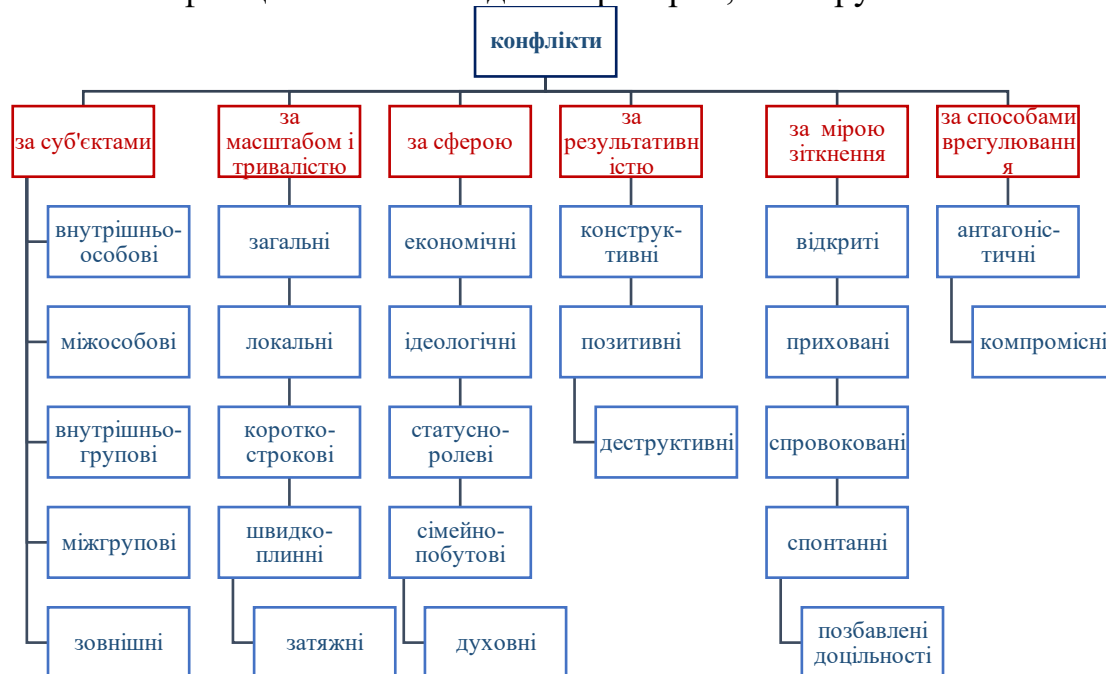 конфлікти
за суб'єктами
за
масштабом і
тривалістю
за сферою
за
результативн
істю
за мірою
зіткнення
за способами
врегулюванн
я
внутрішньо-
особові
міжособові
внутрішньо-
групові
міжгрупові
зовнішні
загальні
локальні
коротко-
строкові
швидко-
плинні
затяжні
економічні
ідеологічні
статусно-
ролеві
сімейно-
побутові
духовні
конструк-
тивні
позитивні
деструктивні
відкриті
приховані
спровоковані
спонтанні
позбавлені
доцільності
антагоніс-
тичні
компромісні